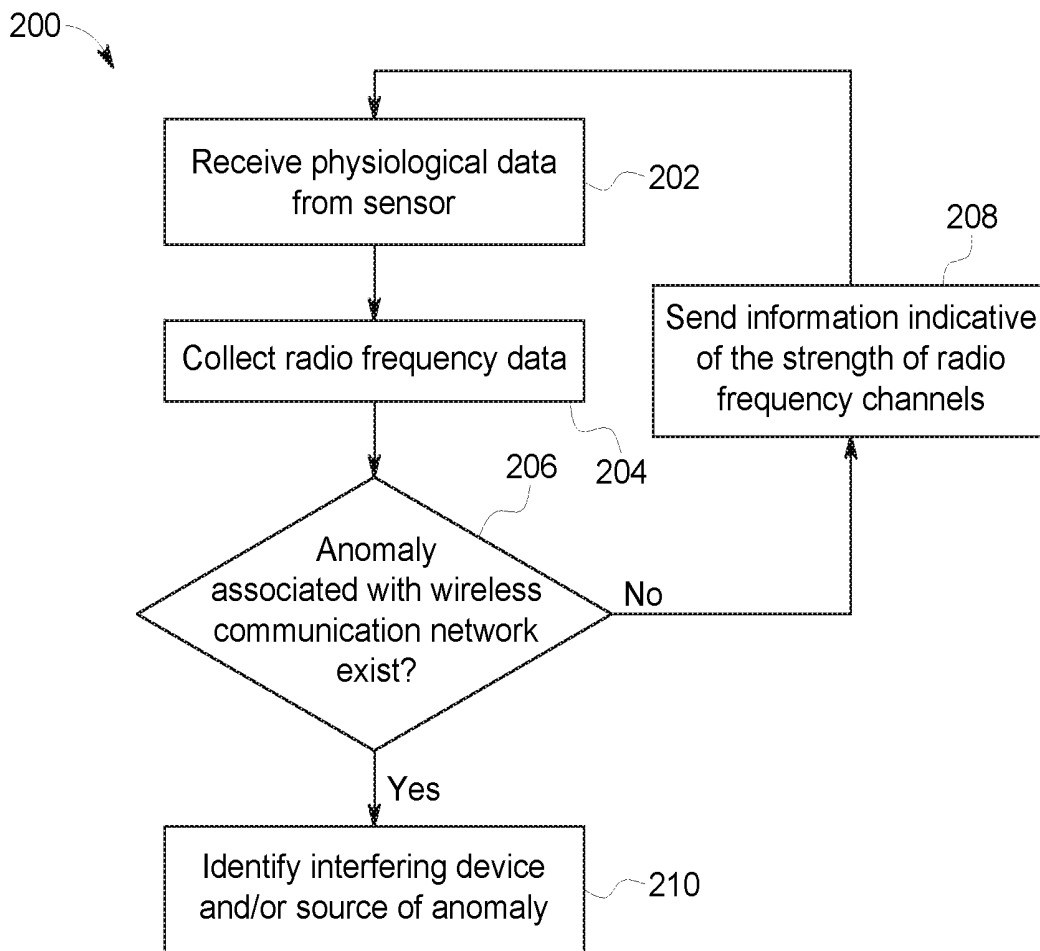 200
Receive physiological data
from sensor
202
208
Send information indicative
of the strength of radio
frequency channels
Collect radio frequency data
204
206
Anomaly
associated with wireless
communication network
exist?
No
Yes
Identify interfering device
and/or source of anomaly
210